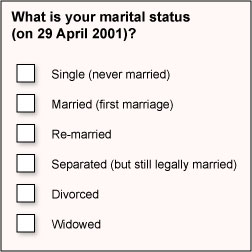 What is your marital status
(on 29 April 2001)?
Single (never married)
Married (first marriage)
Re-married
Separated (but still legally married)
Divorced
Widowed